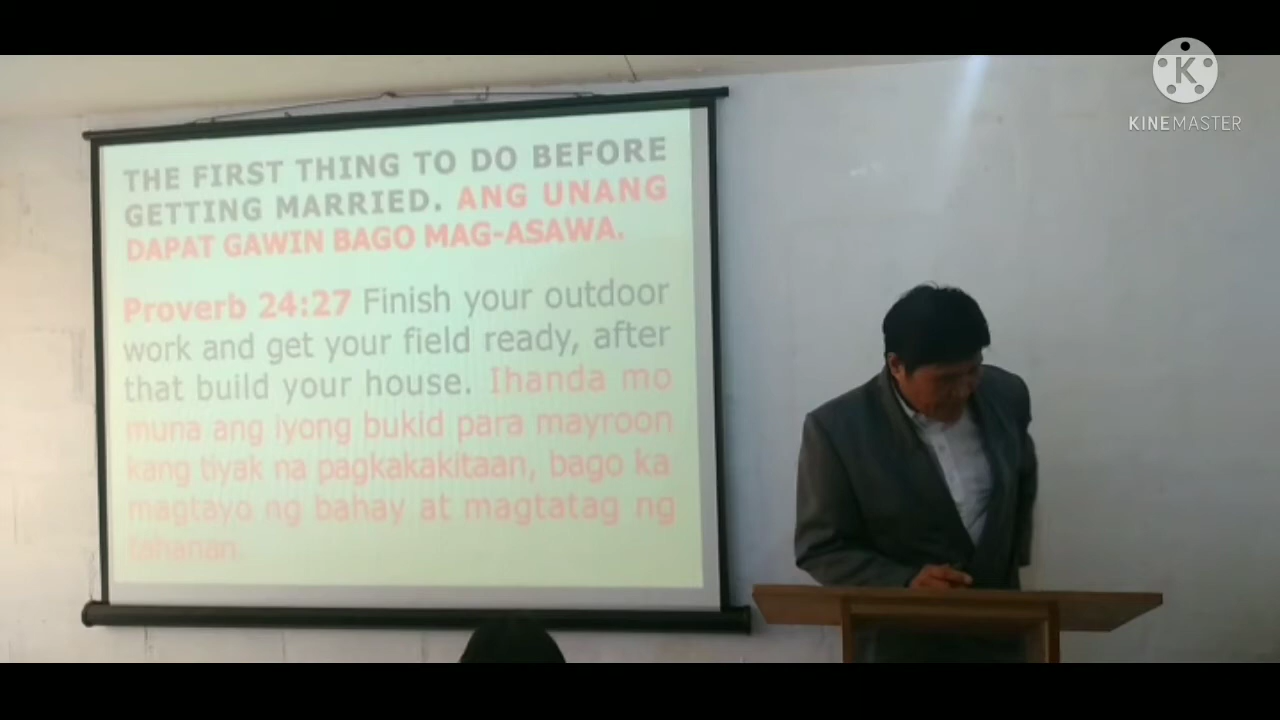 THE FIRST THING TO DO BEFORE
GETTING MARRIED. ANG UNANG
DAPAT GAWIN BAGO MAG-ASAWA.
Proverb 24:27 Finish your outdoor
work and get your field ready, after
that build your house. Ihanda mo
muna ang iyong bukid para mayroon
kang tiyak na pagkakakitaan, bago ka
magtayo ng bahay at magtatag ng
tahanan
K
KINEMASTER